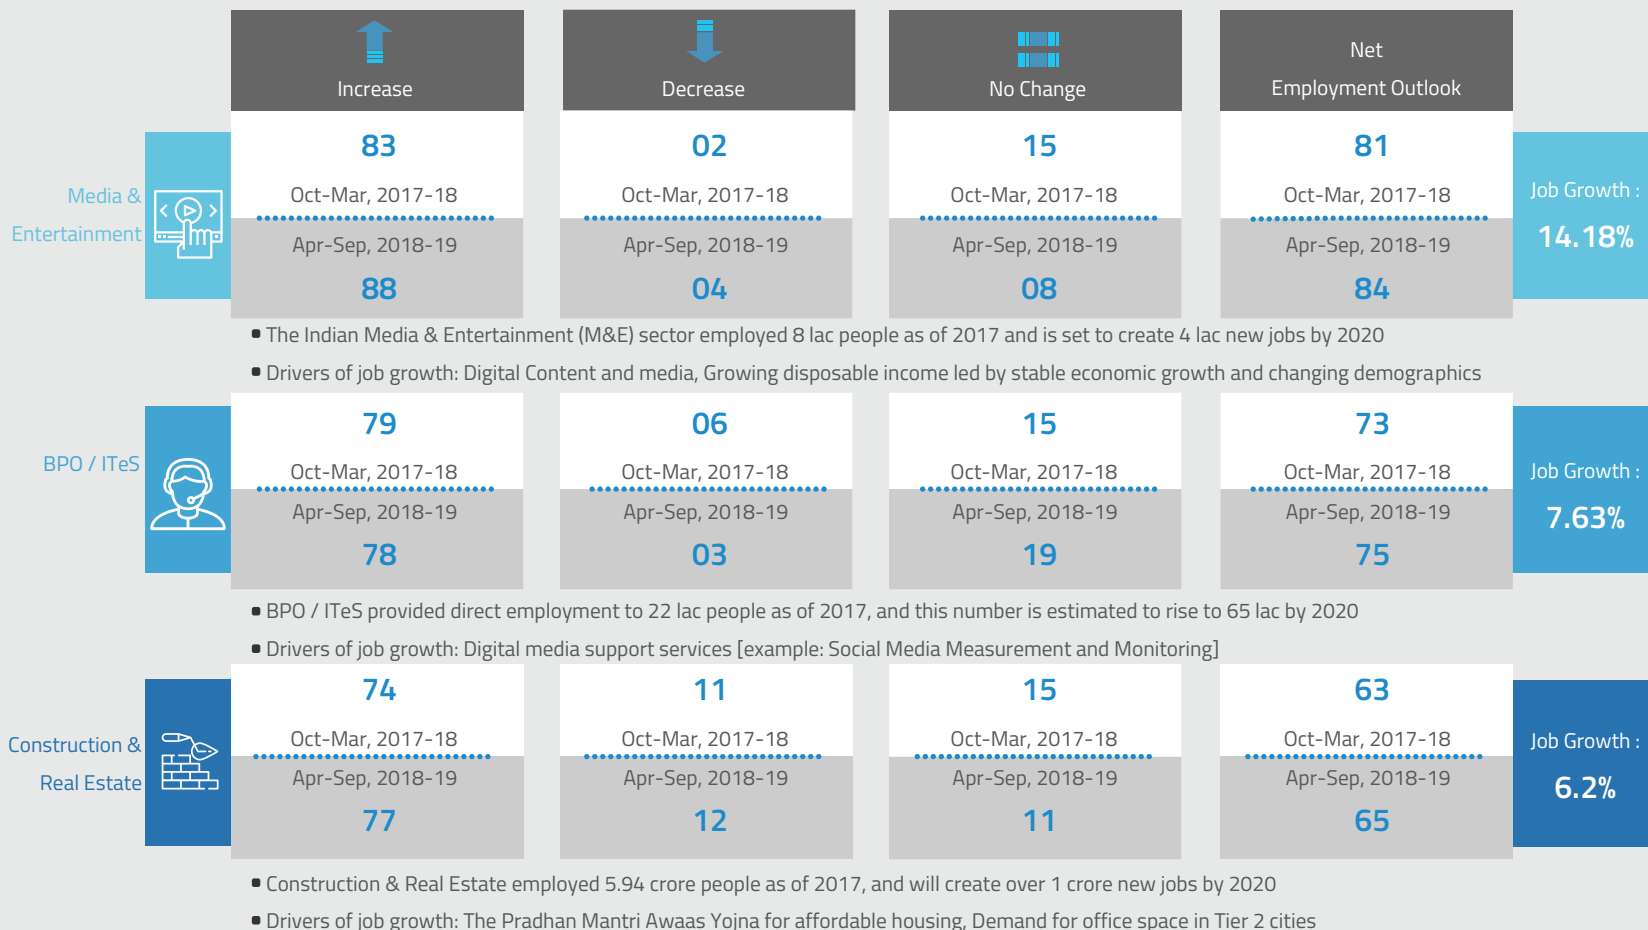 Increase
Decrease
No Change
Net
Employment Outlook
Media &
Entertainment
83
Oct-Mar, 2017-18
Apr-Sep, 2018-19
88
02
Oct-Mar, 2017-18
Apr-Sep, 2018-19
04
15
Oct-Mar, 2017-18
Apr-Sep, 2018-19
08
81
Oct-Mar, 2017-18
Apr-Sep, 2018-19
84
Job Growth :
14.18%
The Indian Media & Entertainment (M&E) sector employed 8 lac people as of 2017 and is set to create 4 lac new jobs by 2020
Drivers of job growth: Digital Content and media, Growing disposable income led by stable economic growth and changing demographics
BPO / ITeS
79
Oct-Mar, 2017-18
Apr-Sep, 2018-19
78
06
Oct-Mar, 2017-18
Apr-Sep, 2018-19
03
15
Oct-Mar, 2017-18
Apr-Sep, 2018-19
19
73
Oct-Mar, 2017-18
Apr-Sep, 2018-19
75
Job Growth :
7.63%
BPO / ITeS provided direct employment to 22 lac people as of 2017, and this number is estimated to rise to 65 lac by 2020
Drivers of job growth: Digital media support services [example: Social Media Measurement and Monitoring]
Construction &
Real Estate
74
Oct-Mar, 2017-18
Apr-Sep, 2018-19
77
11
Oct-Mar, 2017-18
Apr-Sep, 2018-19
12
15
Oct-Mar, 2017-18
Apr-Sep, 2018-19
11
63
Oct-Mar, 2017-18
Apr-Sep, 2018-19
65
Job Growth :
6.2%
Construction & Real Estate employed 5.94 crore people as of 2017, and will create over 1 crore new jobs by 2020
Drivers of job growth: The Pradhan Mantri Awaas Yojna for affordable housing, Demand for office space in Tier 2 cities